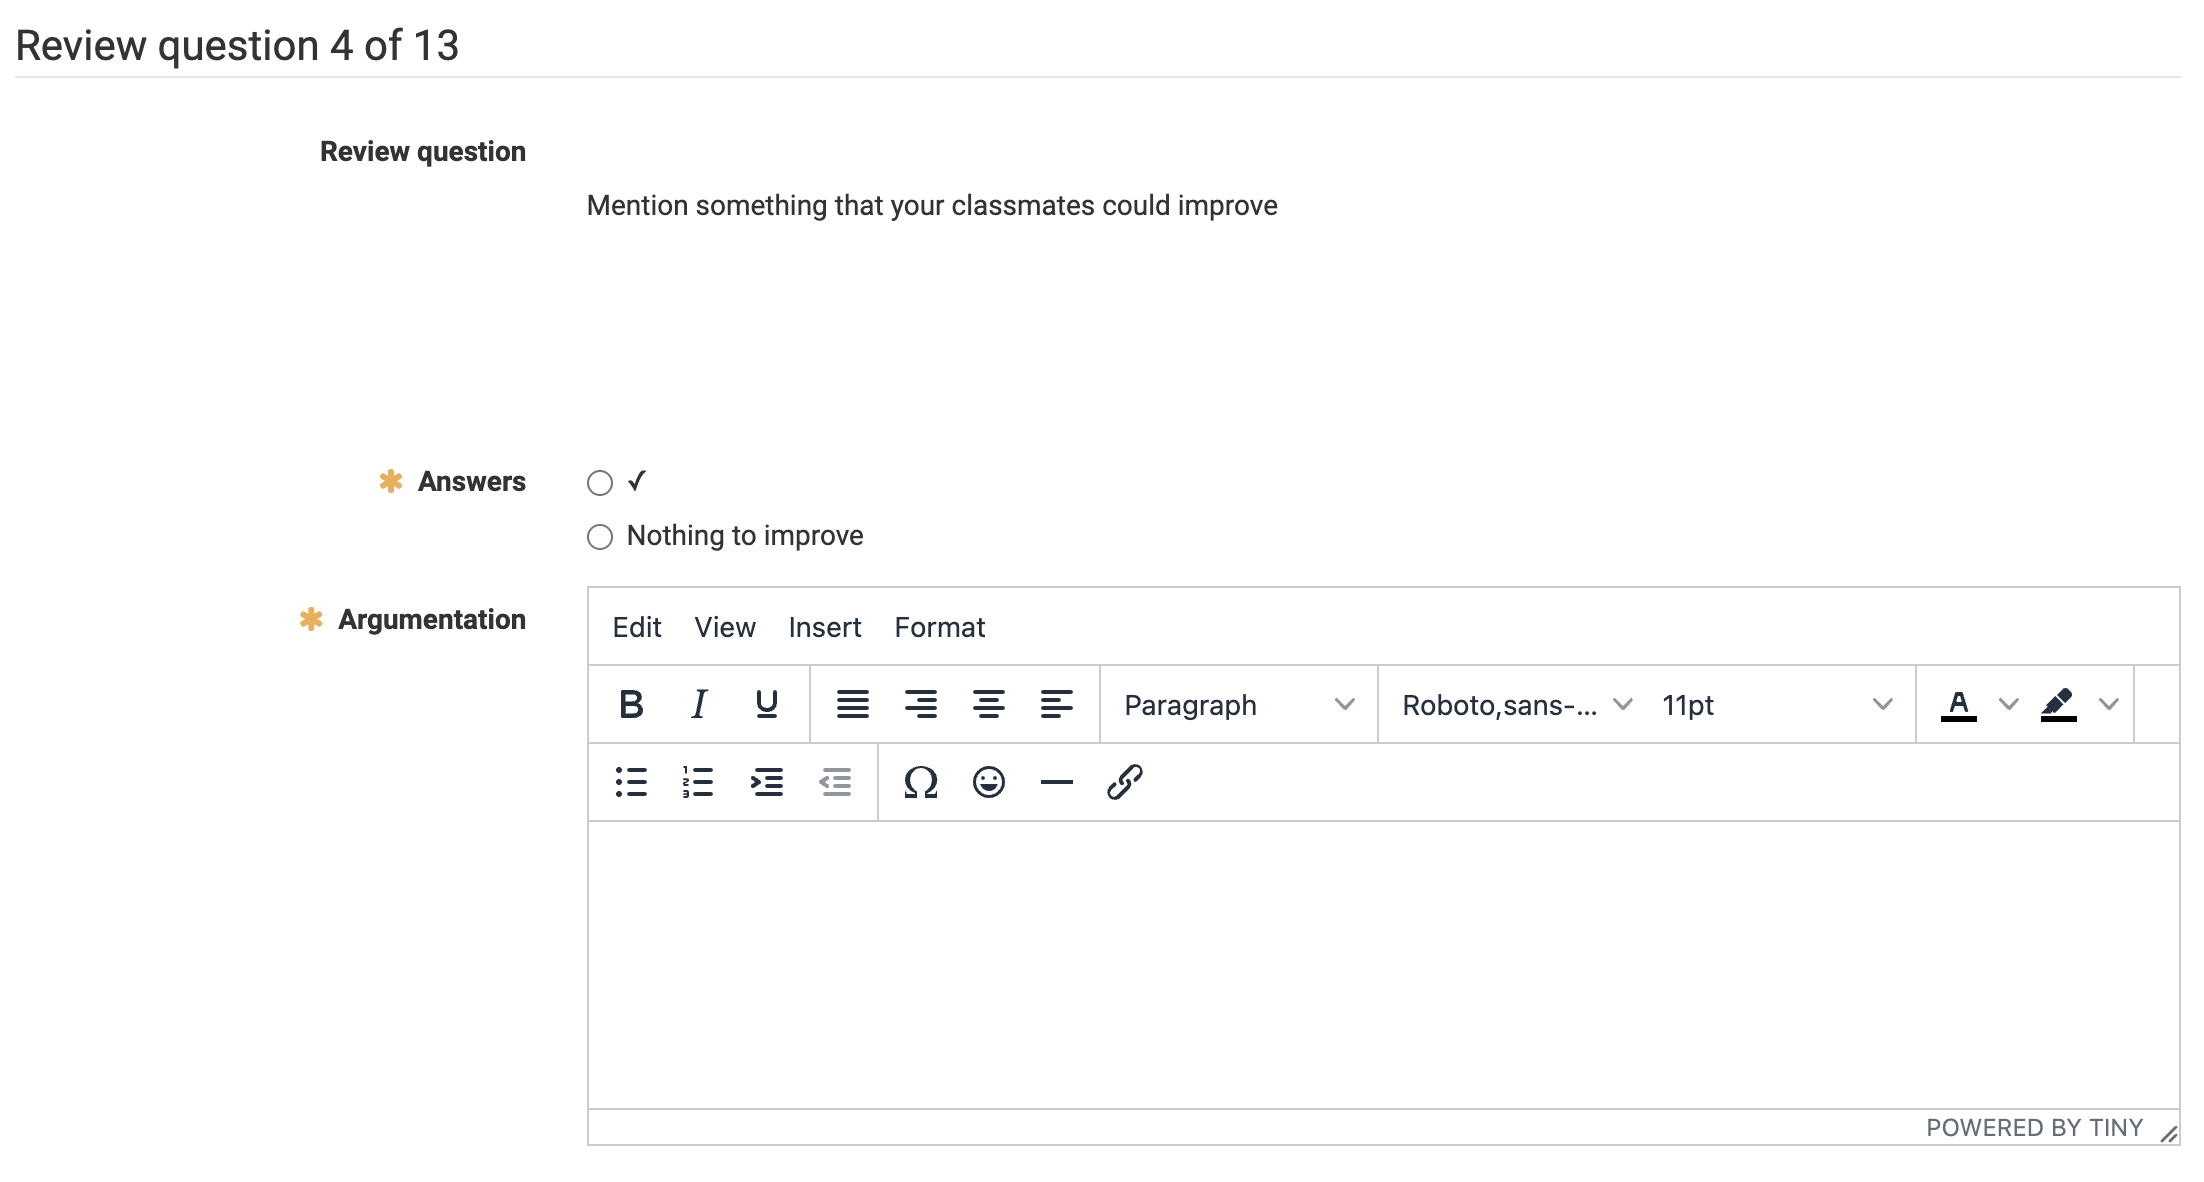 Review question 4 of 13
Review question
Mention something that your classmates could improve
Answers
✓
Nothing to improve
Argumentation
Edit View Insert Format
B I U Paragraph Roboto,sans-... 11pt A
Ω
POWERED BY TINY